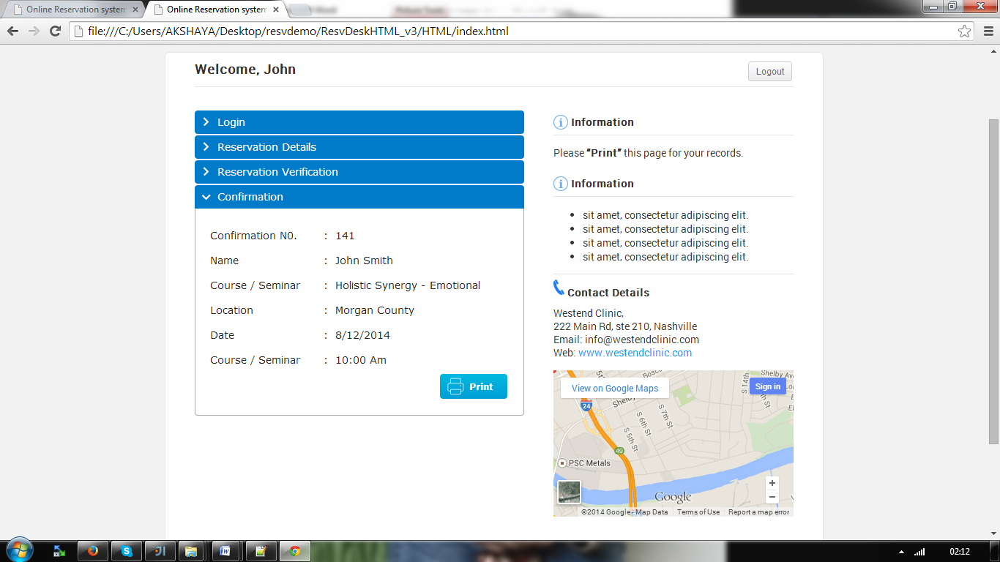 Online Reservation system
Online Reservation system
file:///C:/Users/AKSHAYA/Desktop/resvdemo/ResvDeskHTML_v3/HTML/index.html
Welcome, John
Logout
Login
Reservation Details
Reservation Verification
Confirmation
Confirmation N0. : 141
Name : John Smith
Course / Seminar : Holistic Synergy - Emotional
Location : Morgan County
Date : 8/12/2014
Course / Seminar : 10:00 Am
Print
Information
Please “Print” this page for your records.
Information
• sit amet, consectetur adipiscing elit.
• sit amet, consectetur adipiscing elit.
• sit amet, consectetur adipiscing elit.
• sit amet, consectetur adipiscing elit.
Contact Details
Westend Clinic,
222 Main Rd, ste 210, Nashville
Email: info@westendclinic.com
Web: www.westendclinic.com
View on Google Maps
Sign in
Shelby Av
S 14th
24
Shelby
S 7th St
S 6th St
S 5th St
49
PSC Metals
+
−
Google
©2014 Google - Map Data Terms of Use Report a map error
02:12